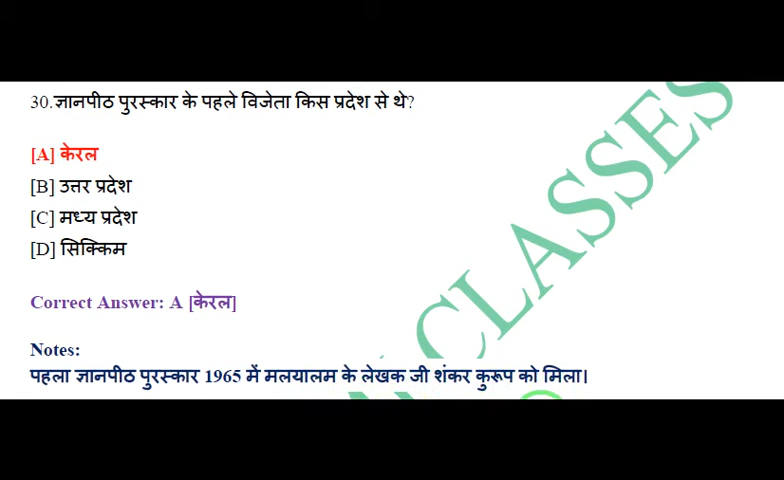 30.ज्ञानपीठ पुरस्कार के पहले विजेता किस प्रदेश से थे?
[A] केरल
[B] उत्तर प्रदेश
[C] मध्य प्रदेश
[D] सिक्किम
Correct Answer: A [केरल]
Notes:
पहला ज्ञानपीठ पुरस्कार 1965 में मलयालम के लेखक जी शंकर कुरूप को मिला।
CLASSES